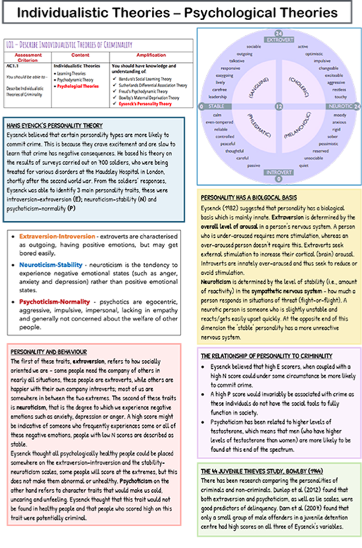 Individualistic Theories – Psychological Theories
LO1 – Describe Individualistic Theories of Criminality
Assessment Criterion
Content
Amplification
AC1.1
You should be able to -
Describe Individualistic Theories of Criminality
Individualistic Theories
• Learning Theories
• Psychodynamic Theory
• Psychological Theories
You should have knowledge and understanding of:
✓ Bandura's Social Learning Theory
✓ Sutherland's Differential Association Theory
✓ Freud's Psychodynamic Theory
✓ Bowlby's Maternal Deprivation Theory
✓ Eysenck's Personality Theory
EXTROVERT
sociable
outgoing
talkative
responsive
easygoing
lively
carefree
leadership
(SANGUINE)
active
optimistic
impulsive
changeable
excitable
aggressive
restless
touchy
(CHOLERIC)
STABLE
NEUROTIC
calm
even-tempered
reliable
controlled
peaceful
thoughtful
careful
passive
(PHLEGMATIC)
moody
anxious
rigid
sober
pessimistic
reserved
unsociable
quiet
(MELANCHOLIC)
INTROVERT
HANS EYSENCK'S PERSONALITY THEORY
Eysenck believed that certain personality types are more likely to
commit crime. This is because they crave excitement and are slow to
learn that crime has negative consequences. He based his theory on
the results of surveys carried out on 700 soldiers, who were being
treated for various disorders at the Maudsley Hospital in London,
shortly after the second world war. From the soldiers' responses,
Eysenck was able to identify 3 main personality traits, these were
introversion-extroversion (E); neuroticism-stability (N) and
psychoticism-normality (P)
• Extraversion-Introversion - extroverts are characterised
as outgoing, having positive emotions, but may get
bored easily.
• Neuroticism-Stability - neuroticism is the tendency to
experience negative emotional states (such as anger,
anxiety and depression) rather than positive emotional
states.
• Psychoticism-Normality - psychotics are egocentric,
aggressive, impulsive, impersonal, lacking in empathy
and generally not concerned about the welfare of other
people.
PERSONALITY AND BEHAVIOUR
The first of these traits, extraversion, refers to how socially
oriented we are – some people need the company of others in
nearly all situations, these people are extroverts, while others are
happier with their own company introverts; most of us are
somewhere in between the two extremes. The second of these traits
is neuroticism, that is the degree to which we experience negative
emotions such as anxiety, depression or anger. A high score might
be indicative of someone who frequently experiences some or all of
these negative emotions, people with low N scores are described as
stable.
Eysenck thought all psychologically healthy people could be placed
somewhere on the extraversion-introversion and the stability-
neuroticism scales, some people will score at the extremes, but this
does not make them abnormal or unhealthy. Psychoticism on the
other hand refers to character traits that would make us cold,
uncaring and unfeeling. Eysenck thought that this trait would not
be found in healthy people and that people who scored high on this
trait were potentially criminal.
PERSONALITY HAS A BIOLOGICAL BASIS
Eysenck (1982) suggested that personality has a biological
basis which is mainly innate. Extraversion is determined by the
overall level of arousal in a person's nervous system. A person
who is under-aroused requires more stimulation, whereas an
over-aroused person doesn't require this. Extraverts seek
external stimulation to increase their cortical (brain) arousal.
Introverts are innately over-aroused and thus seek to reduce or
avoid stimulation.
Neuroticism is determined by the level of stability (i.e., amount
of reactivity) in the sympathetic nervous system – how much a
person responds in situations of threat (fight-or-flight). A
neurotic person is someone who is slightly unstable and
reacts/gets easily upset quickly. At the opposite end of this
dimension the 'stable' personality has a more unreactive
nervous system.
THE RELATIONSHIP OF PERSONALITY TO CRIMINALITY
• Eysenck believed that high E scorers, when coupled with a
high N score could under some circumstance be more likely
to commit crime.
• A high P score would invariably be associated with crime as
these individuals do not have the social tools to fully
function in society.
• Psychoticism has been related to higher levels of
testosterone, which means that men (who have higher
levels of testosterone than women) are more likely to be
found at this end of the spectrum.
THE 44 JUVENILE THIEVES STUDY, BOWLBY (1944)
There has been research comparing the personalities of
criminals and non-criminals. Dunlop et al. (2012) found that
both extraversion and psychoticism, as well as lie scales, were
good predictors of delinquency. Dam et al (2007) found that
only a small group of male offenders in a juvenile detention
centre had high scores on all three of Eysenck's variables.